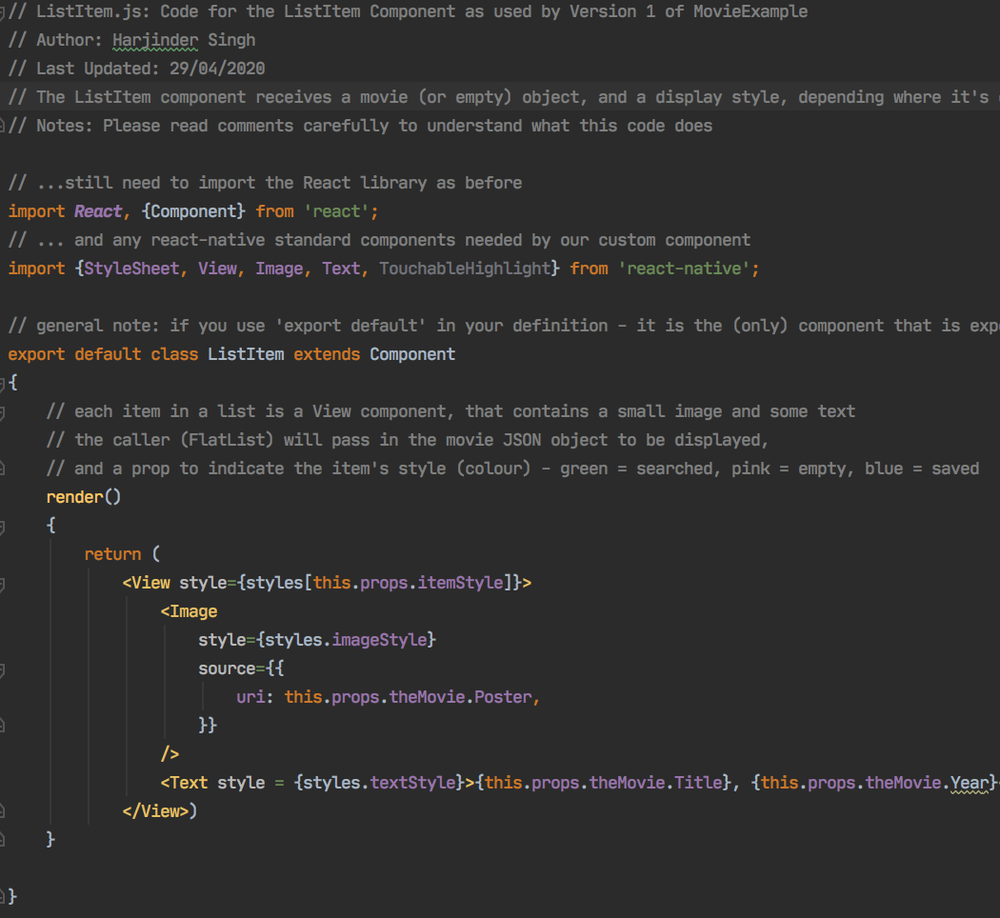 // ListItem.js: Code for the ListItem Component as used by Version 1 of MovieExample
// Author: Harjinder Singh
// Last Updated: 29/04/2020
// The ListItem component receives a movie (or empty) object, and a display style, depending where it's
// Notes: Please read comments carefully to understand what this code does
// ...still need to import the React library as before
import React, {Component} from 'react';
// ... and any react-native standard components needed by our custom component
import {StyleSheet, View, Image, Text, TouchableHighlight} from 'react-native';
// general note: if you use 'export default' in your definition - it is the (only) component that is exp
export default class ListItem extends Component
{
    // each item in a list is a View component, that contains a small image and some text
    // the caller (FlatList) will pass in the movie JSON object to be displayed,
    // and a prop to indicate the item's style (colour) - green = searched, pink = empty, blue = saved
    render()
    {
        return (
            <View style={styles[this.props.itemStyle]}>
                <Image
                    style={styles.imageStyle}
                    source={{
                        uri: this.props.theMovie.Poster,
                    }}
                />
                <Text style = {styles.textStyle}>{this.props.theMovie.Title}, {this.props.theMovie.Year}
            </View>)
    }
}